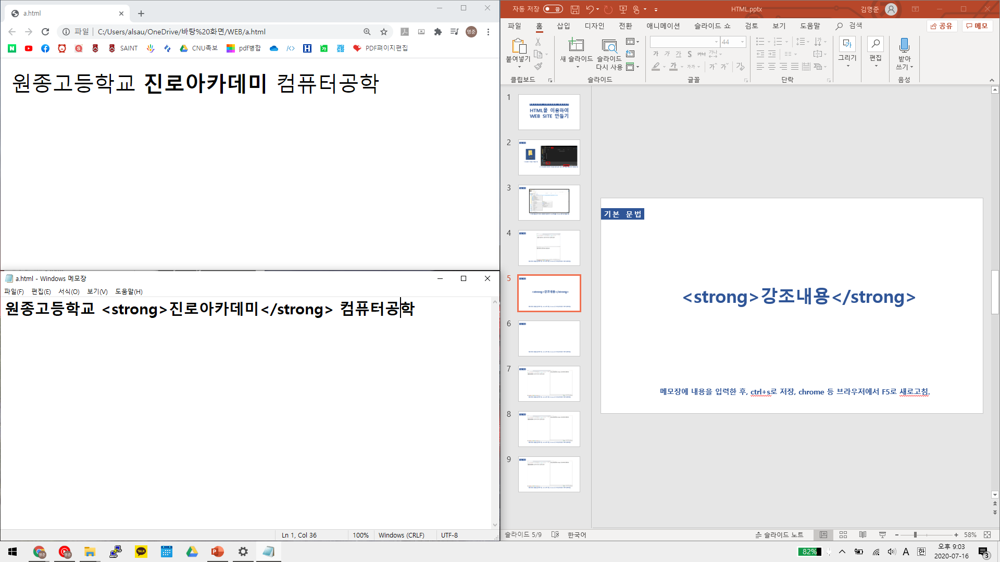 a.html
파일 C:/Users/alsau/OneDrive/바탕%20화면/WEB/a.html
명준
SAINT CNU족보 pdf병합 PDF펴이지편집
원종고등학교 진로아카데미 컴퓨터공학
a.html - Windows 메모장
파일(F) 편집(E) 서식(O) 보기(V) 도움말(H)
원종고등학교 <strong>진로아카데미</strong> 컴퓨터공학
Ln 1, Col 36 100% Windows (CRLF) UTF-8
자동 저장 끔 HTML.pptx 김명준
파일 홈 삽입 디자인 전환 애니메이션 슬라이드 쇼 검토 보기 도움말 검색 공유 메모
붙여넣기 새 슬라이드 슬라이드 다시 사용 44 그리기 편집 받아쓰기
클립보드 슬라이드 글꼴 단락 음성
1
HTML을 이용하여
WEB SITE 만들기
2
3
4
5
<strong>강조내용</strong>
6
7
8
9
기본 문법
<strong>강조내용</strong>
메모장에 내용을 입력한 후, ctrl+s로 저장, chrome 등 브라우저에서 F5로 새로고침.
슬라이드 5/9 한국어 슬라이드 노트 58%
TALK
82% A 한 오후 9:03
2020-07-16 3